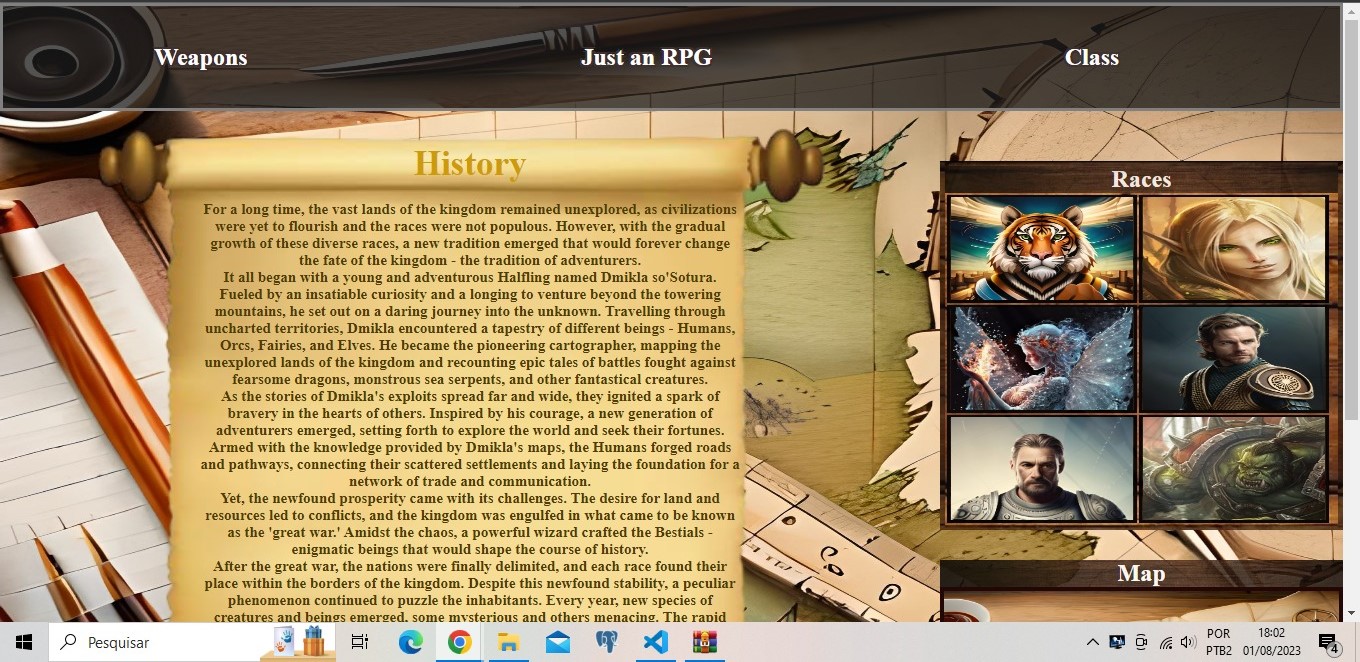 Weapons
Just an RPG
Class
History
For a long time, the vast lands of the kingdom remained unexplored, as civilizations
were yet to flourish and the races were not populous. However, with the gradual
growth of these diverse races, a new tradition emerged that would forever change
the fate of the kingdom - the tradition of adventurers.
It all began with a young and adventurous Halfling named Dmikla so'Sotura.
Fueled by an insatiable curiosity and a longing to venture beyond the towering
mountains, he set out on a daring journey into the unknown. Travelling through
uncharted territories, Dmikla encountered a tapestry of different beings - Humans,
Orcs, Fairies, and Elves. He became the pioneering cartographer, mapping the
unexplored lands of the kingdom and recounting epic tales of battles fought against
fearsome dragons, monstrous sea serpents, and other fantastical creatures.
As the stories of Dmikla's exploits spread far and wide, they ignited a spark of
bravery in the hearts of others. Inspired by his courage, a new generation of
adventurers emerged, setting forth to explore the world and seek their fortunes.
Armed with the knowledge provided by Dmikla's maps, the Humans forged roads
and pathways, connecting their scattered settlements and laying the foundation for a
network of trade and communication.
Yet, the newfound prosperity came with its challenges. The desire for land and
resources led to conflicts, and the kingdom was engulfed in what came to be known
as the 'great war.' Amidst the chaos, a powerful wizard crafted the Bestials -
enigmatic beings that would shape the course of history.
After the great war, the nations were finally delimited, and each race found their
place within the borders of the kingdom. Despite this newfound stability, a peculiar
phenomenon continued to puzzle the inhabitants. Every year, new species of
creatures and beings emerged, some mysterious and others menacing. The rapid
Races
Map
Pesquisar
POR
PTB2
18:02
01/08/2023
4